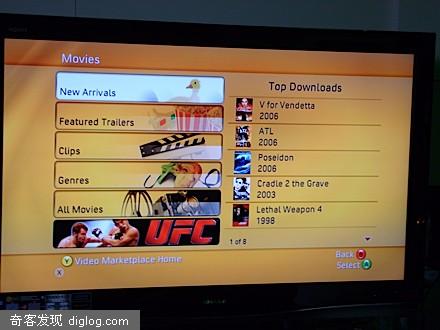 Movies
New Arrivals
Featured Trailers
Clips
Genres
All Movies
UFC
Top Downloads
V for Vendetta
2006
ATL
2006
Poseidon
2006
Cradle 2 the Grave
2003
Lethal Weapon 4
1998
1 of 8
Y Video Marketplace Home
X
Back B
Select A
奇客发现 diglog.com